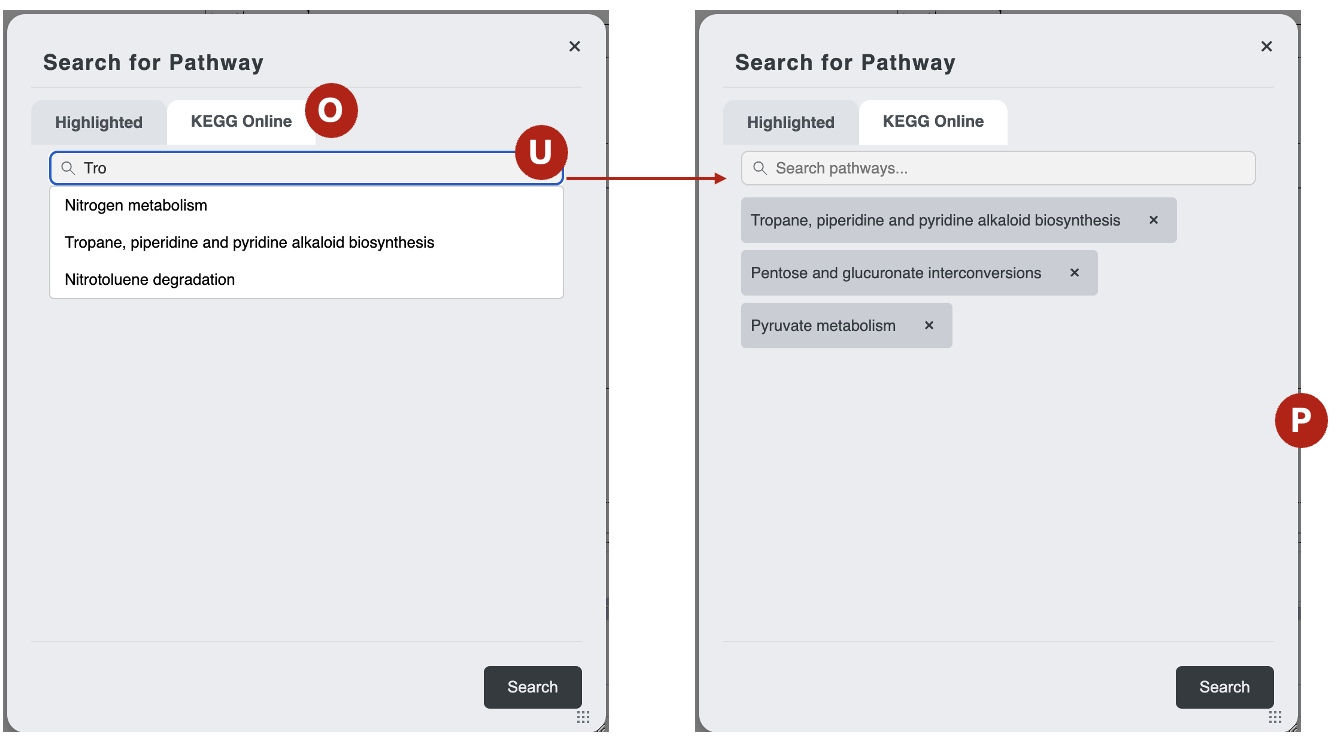 Search for Pathway
×
Highlighted
KEGG Online
O
Tro
U
Nitrogen metabolism
Tropane, piperidine and pyridine alkaloid biosynthesis
Nitrotoluene degradation
Search
Search for Pathway
×
Highlighted
KEGG Online
Search pathways...
Tropane, piperidine and pyridine alkaloid biosynthesis ×
Pentose and glucuronate interconversions ×
Pyruvate metabolism ×
P
Search